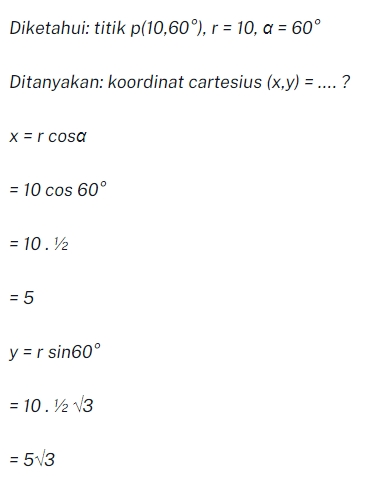 Diketahui: titik p(10,60°), r = 10, α = 60°
Ditanyakan: koordinat cartesius (x,y) = .... ?
x = r cosα
= 10 cos 60°
= 10 . ½
= 5
y = r sin60°
= 10 . ½ √3
= 5√3